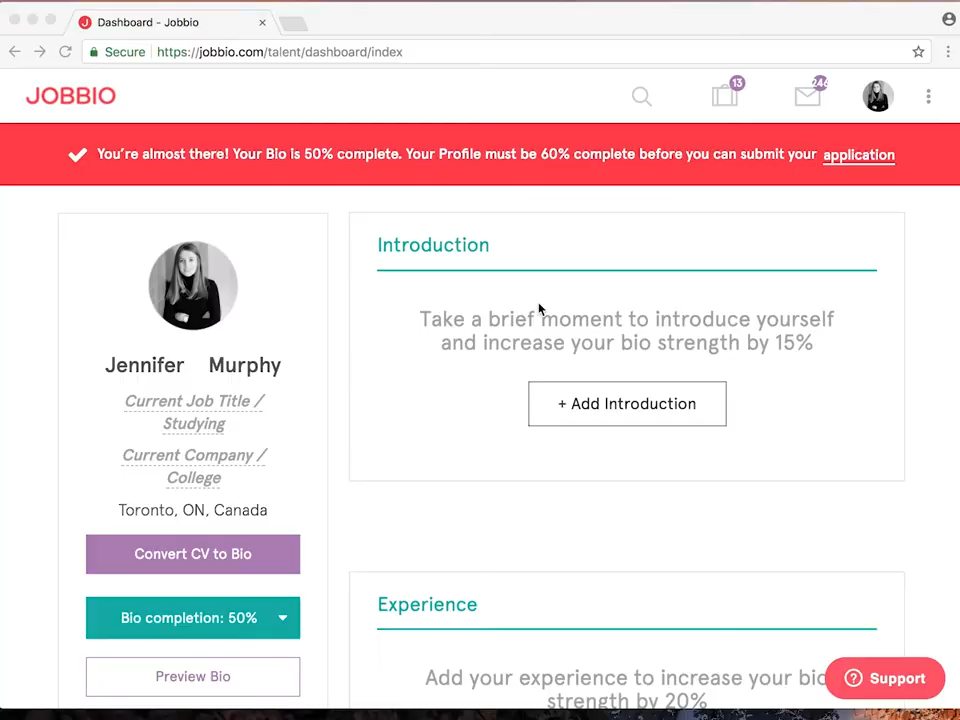 Dashboard - Jobbio
Secure https://jobbio.com/talent/dashboard/index
JOBBIO
13
246
You're almost there! Your Bio is 50% complete. Your Profile must be 60% complete before you can submit your application
Jennifer Murphy
Current Job Title /
Studying
Current Company /
College
Toronto, ON, Canada
Convert CV to Bio
Bio completion: 50%
Preview Bio
Introduction
Take a brief moment to introduce yourself
and increase your bio strength by 15%
+ Add Introduction
Experience
Add your experience to increase your bio
strength by 20%
Support